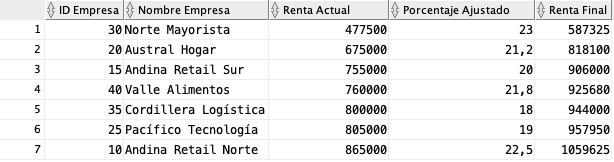 ID Empresa Nombre Empresa Renta Actual Porcentaje Ajustado Renta Final
1 30 Norte Mayorista 477500 23 587325
2 20 Austral Hogar 675000 21,2 818100
3 15 Andina Retail Sur 755000 20 906000
4 40 Valle Alimentos 760000 21,8 925680
5 35 Cordillera Logística 800000 18 944000
6 25 Pacífico Tecnología 805000 19 957950
7 10 Andina Retail Norte 865000 22,5 1059625